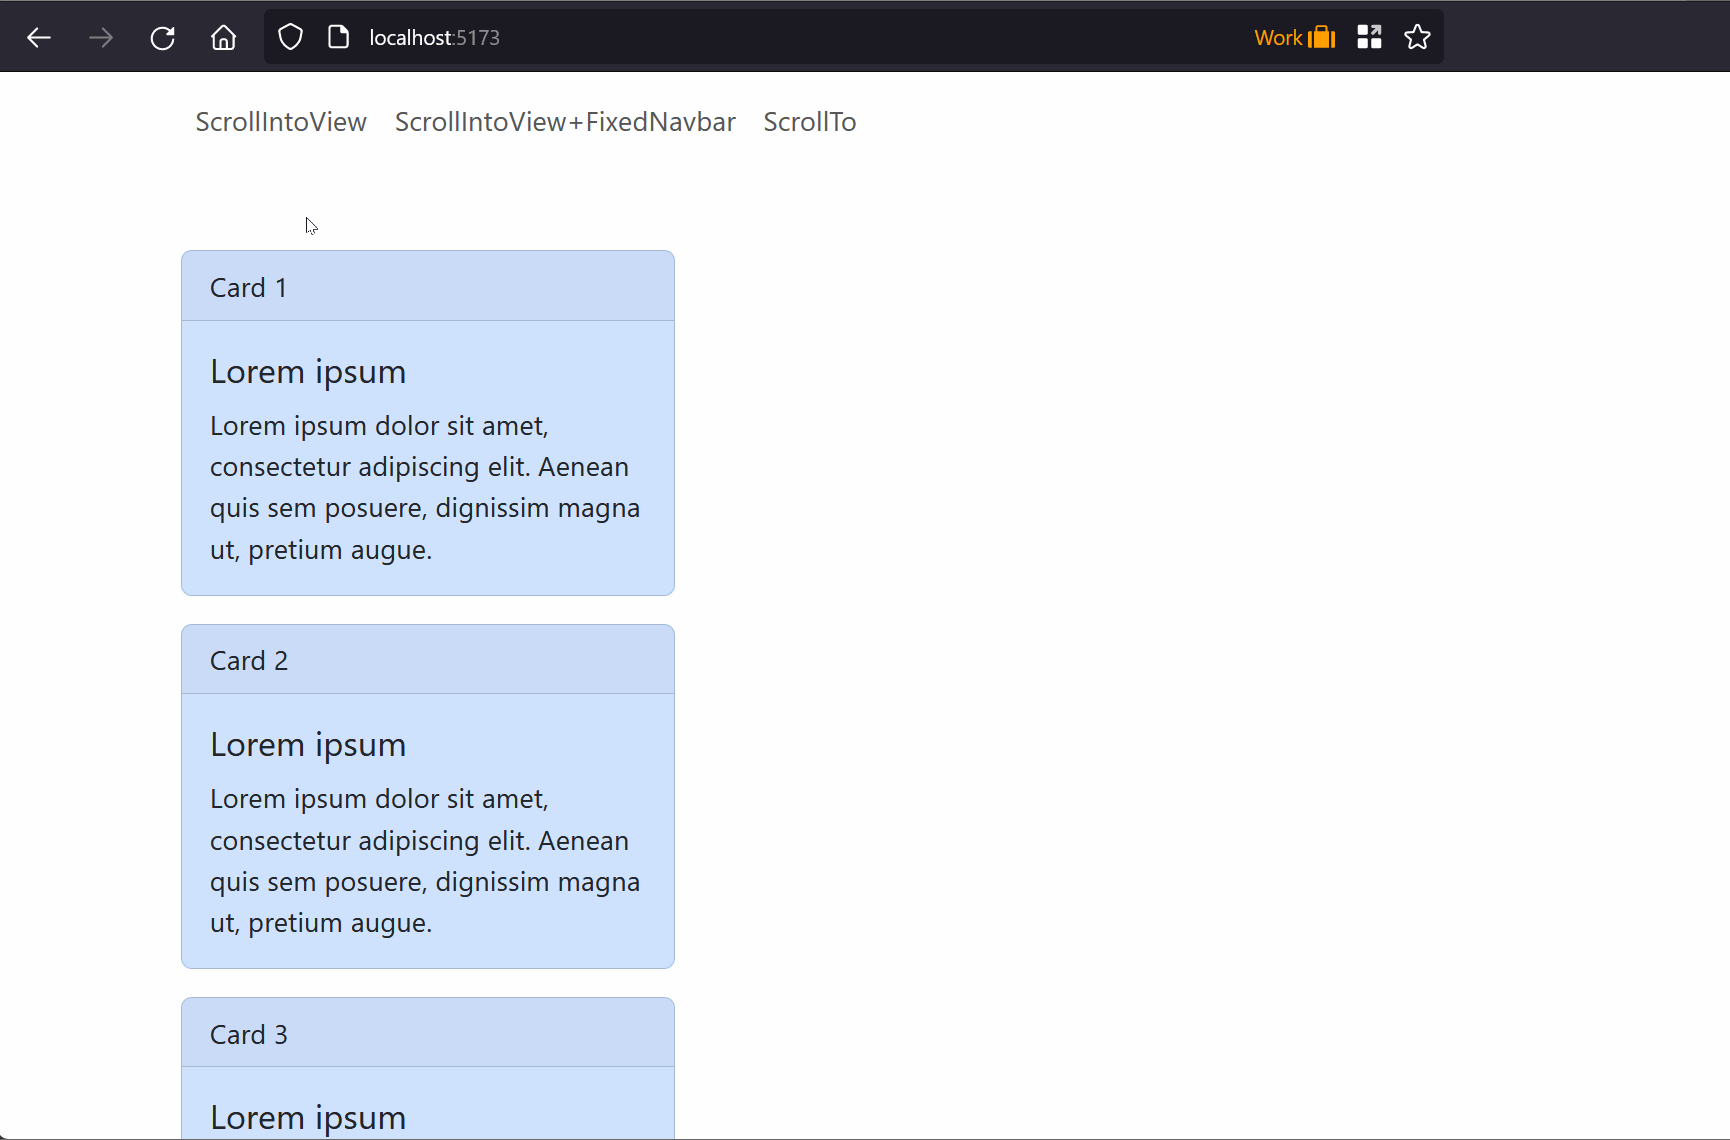 localhost:5173 Work
ScrollIntoView ScrollIntoView+FixedNavbar ScrollTo
Card 1
Lorem ipsum
Lorem ipsum dolor sit amet,
consectetur adipiscing elit. Aenean
quis sem posuere, dignissim magna
ut, pretium augue.
Card 2
Lorem ipsum
Lorem ipsum dolor sit amet,
consectetur adipiscing elit. Aenean
quis sem posuere, dignissim magna
ut, pretium augue.
Card 3
Lorem ipsum